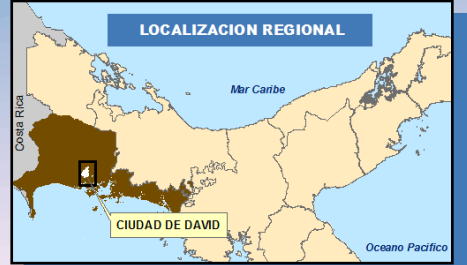 LOCALIZACION REGIONAL
Mar Caribe
Costa Rica
CIUDAD DE DAVID
Oceano Pacifico